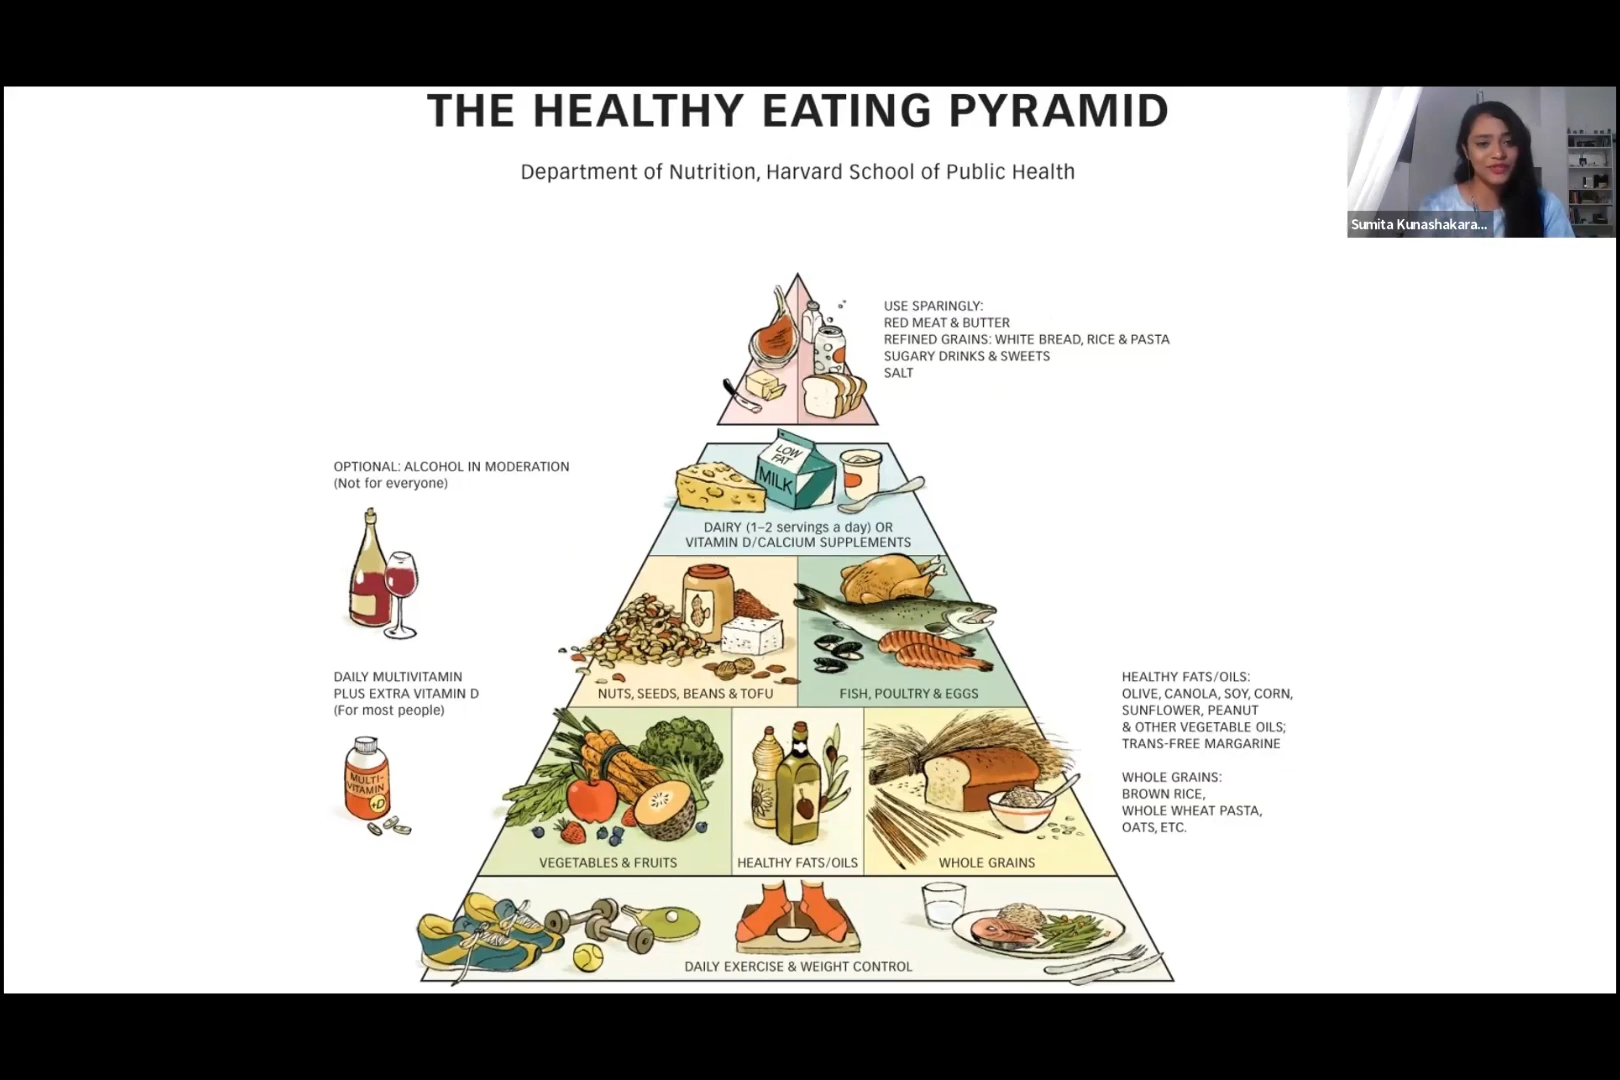 THE HEALTHY EATING PYRAMID
Department of Nutrition, Harvard School of Public Health
Sumita Kunashakara...
USE SPARINGLY:
RED MEAT & BUTTER
REFINED GRAINS: WHITE BREAD, RICE & PASTA
SUGARY DRINKS & SWEETS
SALT
OPTIONAL: ALCOHOL IN MODERATION
(Not for everyone)
LOW
FAT
MILK
DAIRY (1–2 servings a day) OR
VITAMIN D/CALCIUM SUPPLEMENTS
NUTS, SEEDS, BEANS & TOFU
FISH, POULTRY & EGGS
DAILY MULTIVITAMIN
PLUS EXTRA VITAMIN D
(For most people)
MULTI-
VITAMIN
+D
HEALTHY FATS/OILS:
OLIVE, CANOLA, SOY, CORN,
SUNFLOWER, PEANUT
& OTHER VEGETABLE OILS;
TRANS-FREE MARGARINE
WHOLE GRAINS:
BROWN RICE,
WHOLE WHEAT PASTA,
OATS, ETC.
VEGETABLES & FRUITS
HEALTHY FATS/OILS
WHOLE GRAINS
DAILY EXERCISE & WEIGHT CONTROL